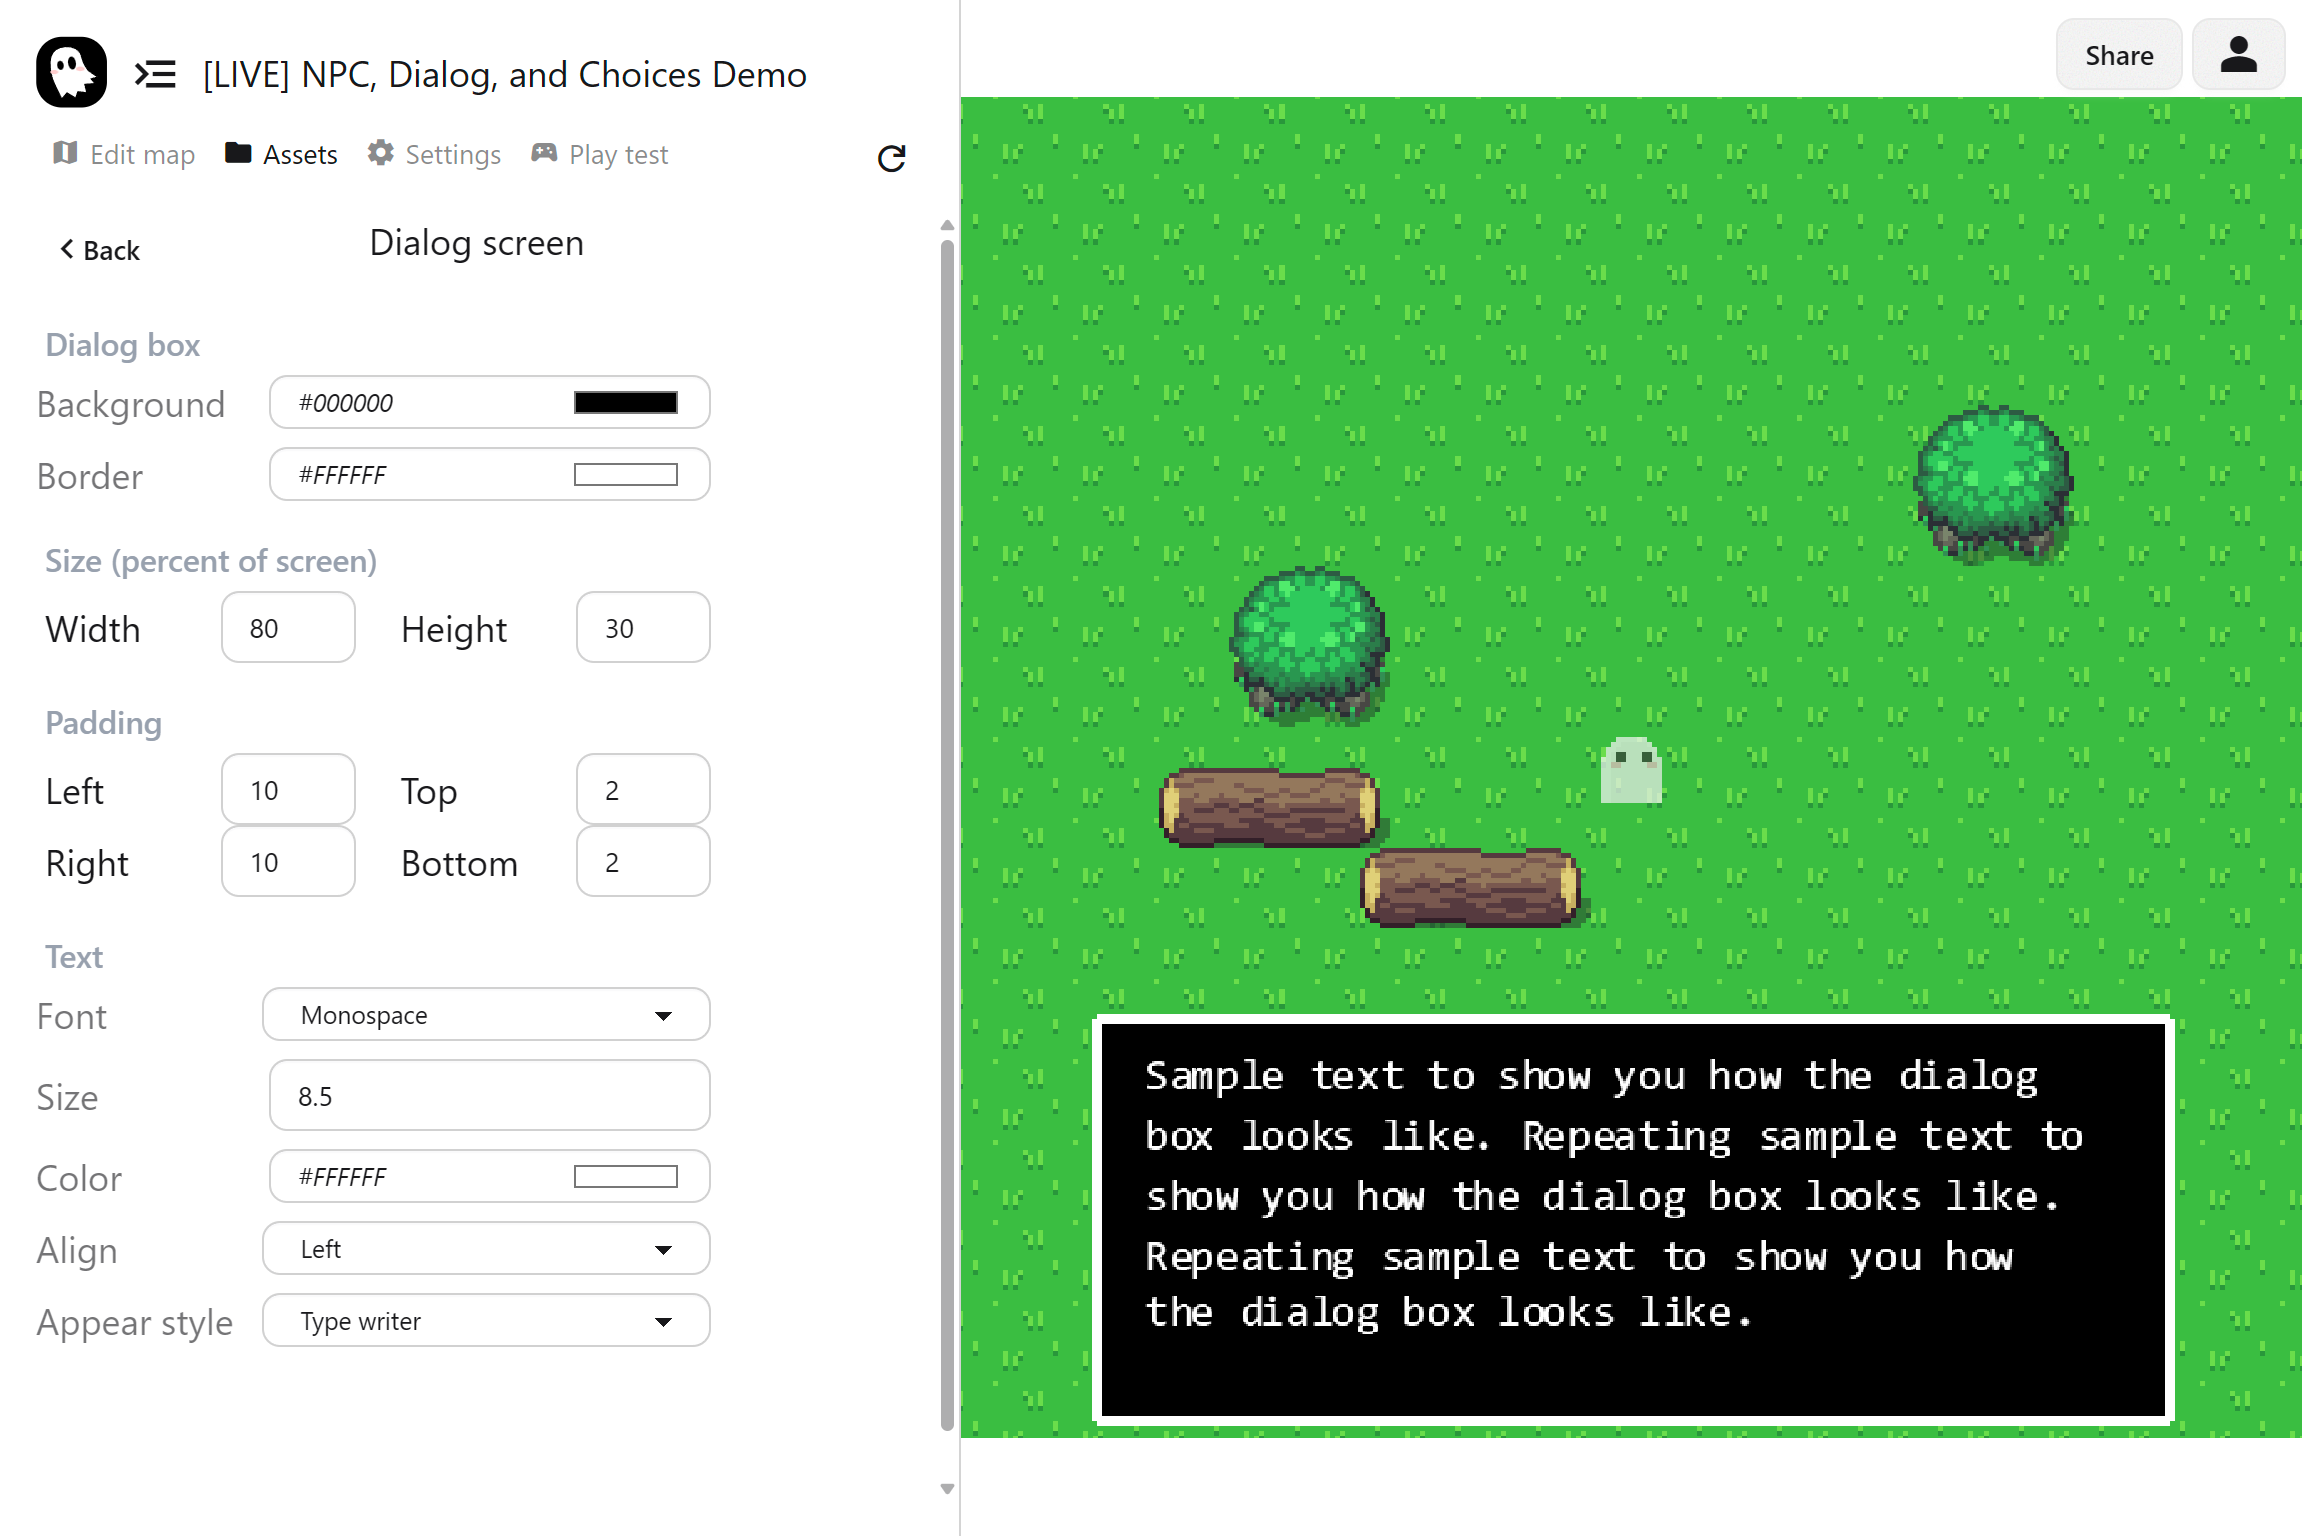 [LIVE] NPC, Dialog, and Choices Demo
Share
Edit map Assets Settings Play test
Back
Dialog screen
Dialog box
Background #000000
Border #FFFFFF
Size (percent of screen)
Width 80 Height 30
Padding
Left 10 Top 2
Right 10 Bottom 2
Text
Font Monospace
Size 8.5
Color #FFFFFF
Align Left
Appear style Type writer
Sample text to show you how the dialog
box looks like. Repeating sample text to
show you how the dialog box looks like.
Repeating sample text to show you how
the dialog box looks like.